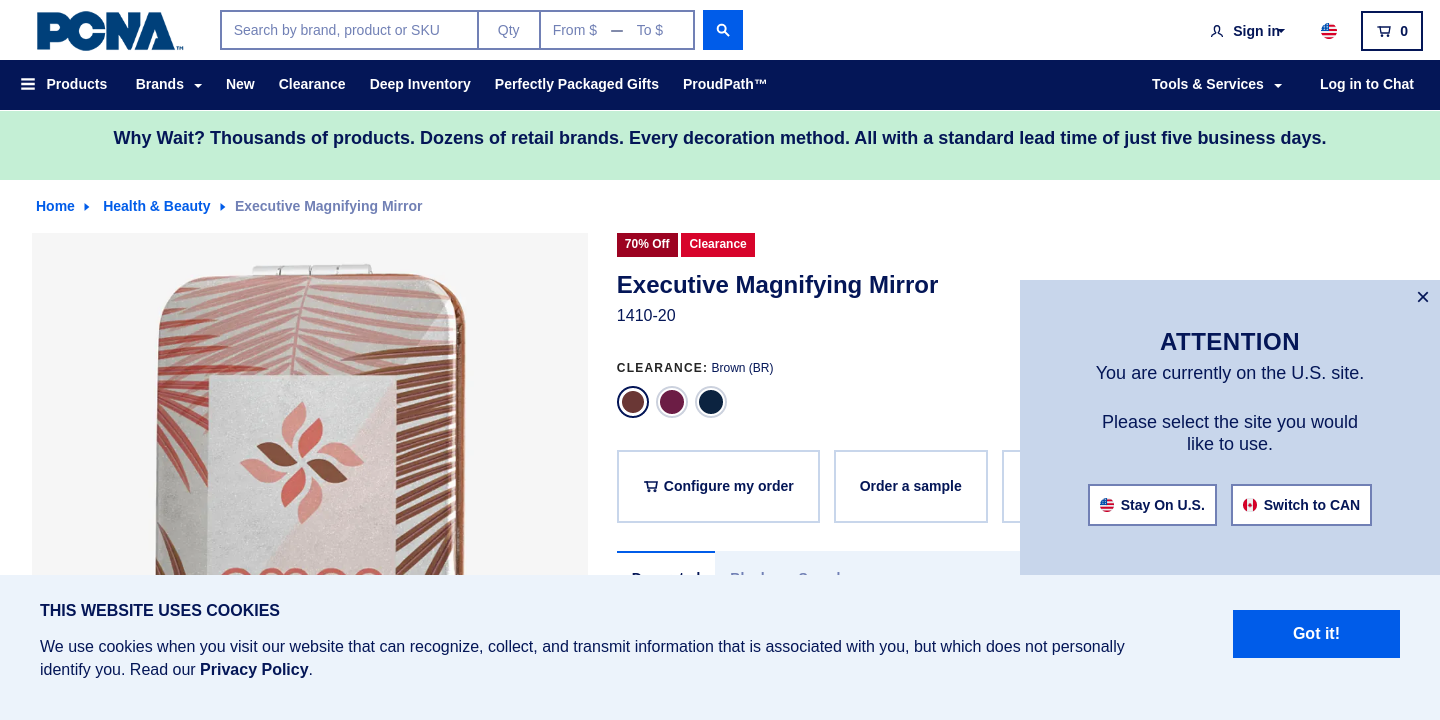 PCNA™
Search by brand, product or SKU
Qty
From $ — To $
Sign in
0
Products
Brands
New
Clearance
Deep Inventory
Perfectly Packaged Gifts
ProudPath™
Tools & Services
Log in to Chat
Why Wait? Thousands of products. Dozens of retail brands. Every decoration method. All with a standard lead time of just five business days.
Home
Health & Beauty
Executive Magnifying Mirror
70% Off
Clearance
Executive Magnifying Mirror
1410-20
CLEARANCE: Brown (BR)
Configure my order
Order a sample
×
ATTENTION
You are currently on the U.S. site.
Please select the site you would
like to use.
Stay On U.S.
Switch to CAN
THIS WEBSITE USES COOKIES
We use cookies when you visit our website that can recognize, collect, and transmit information that is associated with you, but which does not personally
identify you. Read our Privacy Policy.
Got it!